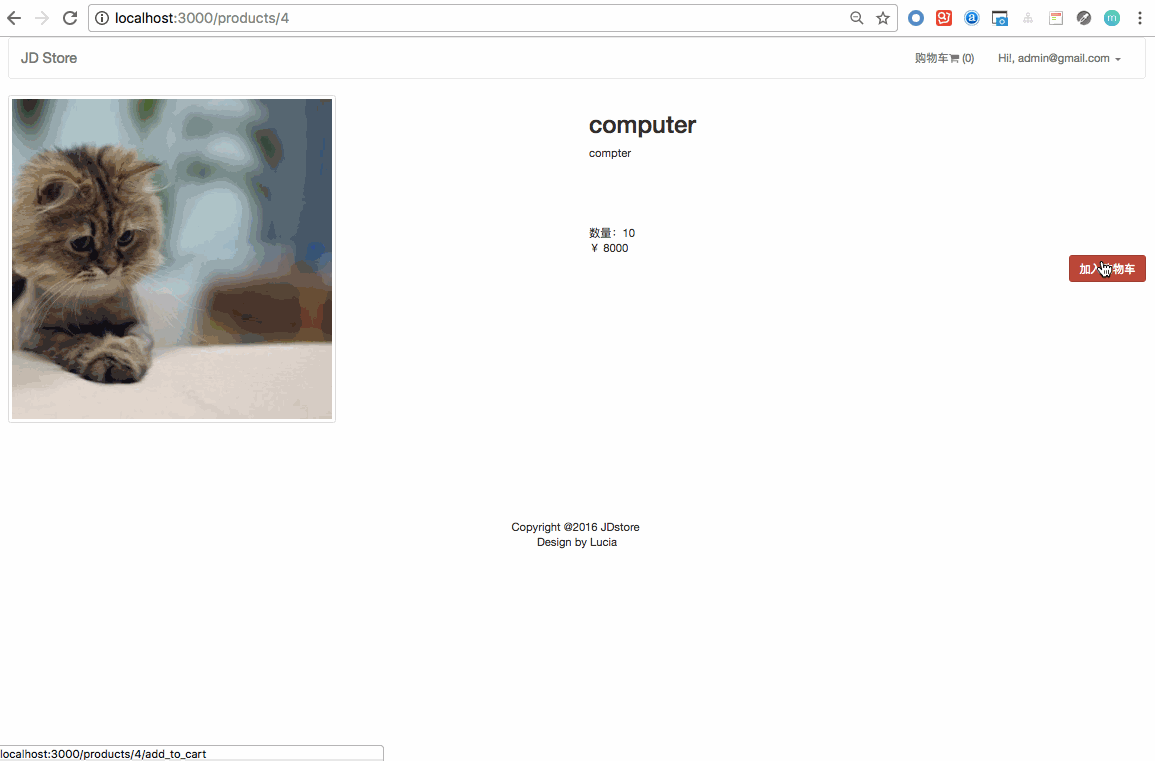 localhost:3000/products/4
JD Store
购物车 (0)
Hi!, admin@gmail.com
computer
compter
数量：10
￥ 8000
加入购物车
Copyright @2016 JDstore
Design by Lucia
localhost:3000/products/4/add_to_cart